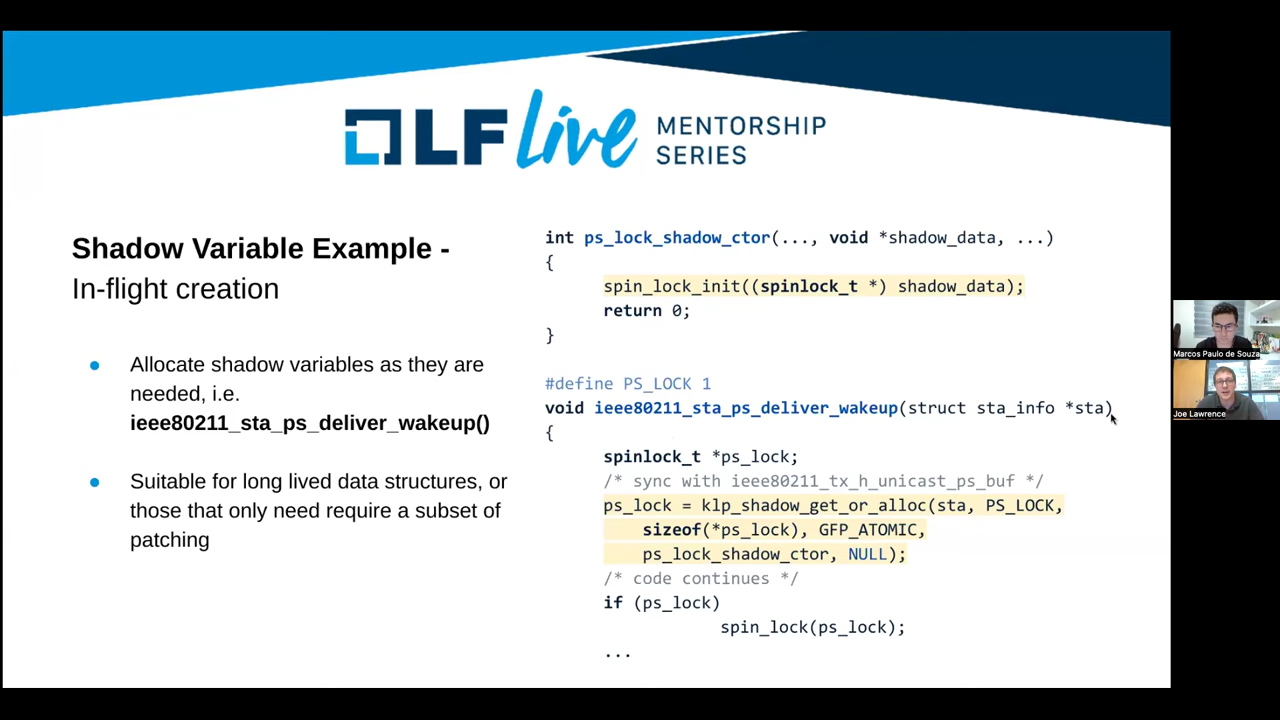 LF Live MENTORSHIP
SERIES
Shadow Variable Example -
In-flight creation
● Allocate shadow variables as they are
needed, i.e.
ieee80211_sta_ps_deliver_wakeup()
● Suitable for long lived data structures, or
those that only need require a subset of
patching
int ps_lock_shadow_ctor(..., void *shadow_data, ...)
{
spin_lock_init((spinlock_t *) shadow_data);
return 0;
}
#define PS_LOCK 1
void ieee80211_sta_ps_deliver_wakeup(struct sta_info *sta)
{
spinlock_t *ps_lock;
/* sync with ieee80211_tx_h_unicast_ps_buf */
ps_lock = klp_shadow_get_or_alloc(sta, PS_LOCK,
sizeof(*ps_lock), GFP_ATOMIC,
ps_lock_shadow_ctor, NULL);
/* code continues */
if (ps_lock)
spin_lock(ps_lock);
...
Marcos Paulo de Souza
Joe Lawrence